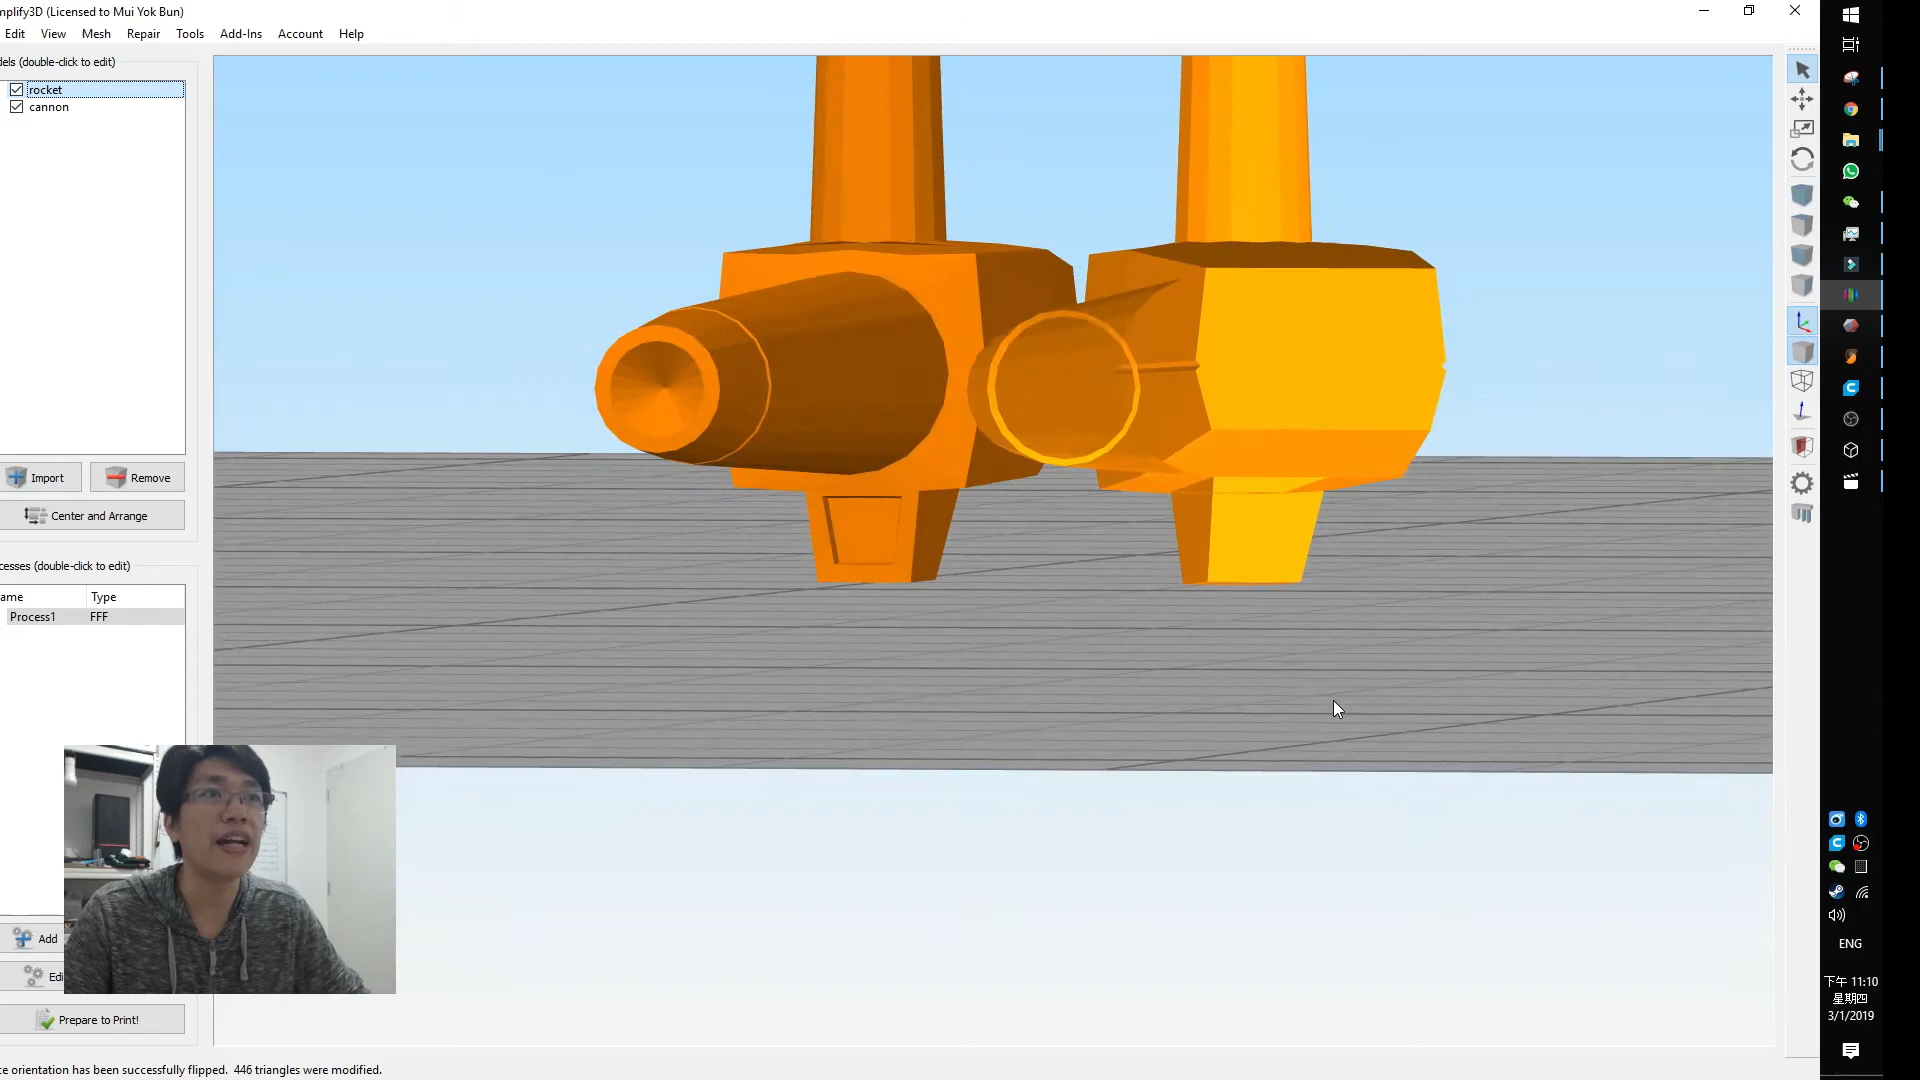 mplify3D (Licensed to Mui Yok Bun)
Edit View Mesh Repair Tools Add-Ins Account Help
dels (double-click to edit)
rocket
cannon
Import Remove
Center and Arrange
cesses (double-click to edit)
ame Type
Process1 FFF
Add
Edi
Prepare to Print!
ce orientation has been successfully flipped. 446 triangles were modified.
ENG
下午 11:10
星期四
3/1/2019